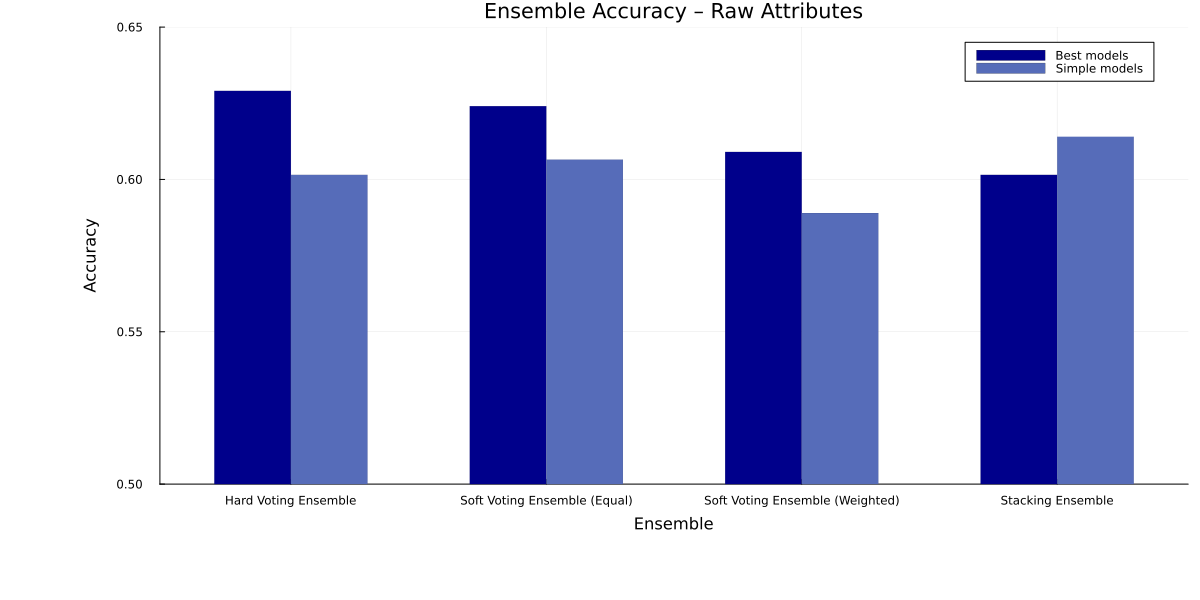 Ensemble Accuracy – Raw Attributes
0.65
0.60
0.55
0.50
Accuracy
Best models
Simple models
Hard Voting Ensemble
Soft Voting Ensemble (Equal)
Soft Voting Ensemble (Weighted)
Stacking Ensemble
Ensemble